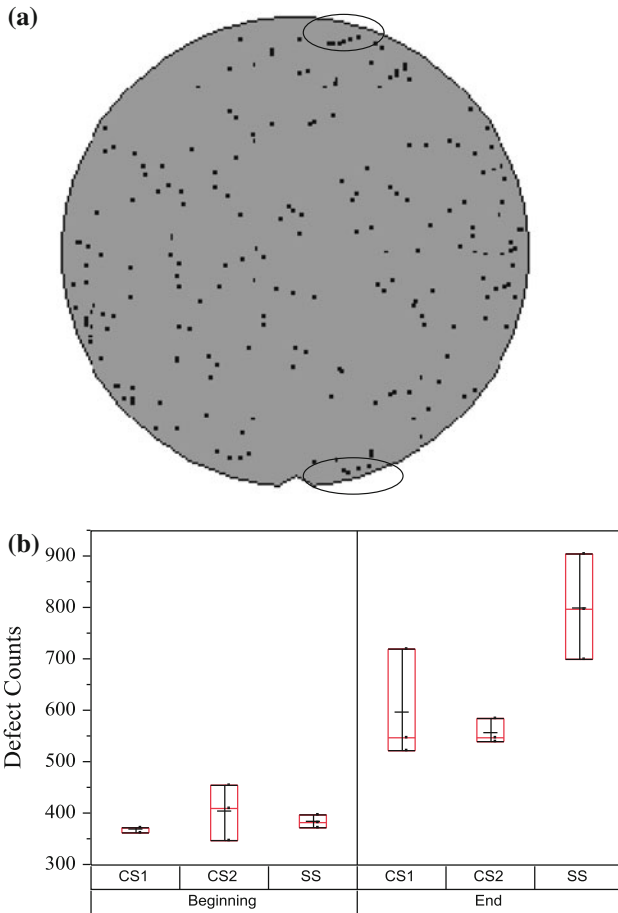 (a)
(b)
Defect Counts
900
800
700
600
500
400
300
CS1 CS2 SS CS1 CS2 SS
Beginning End